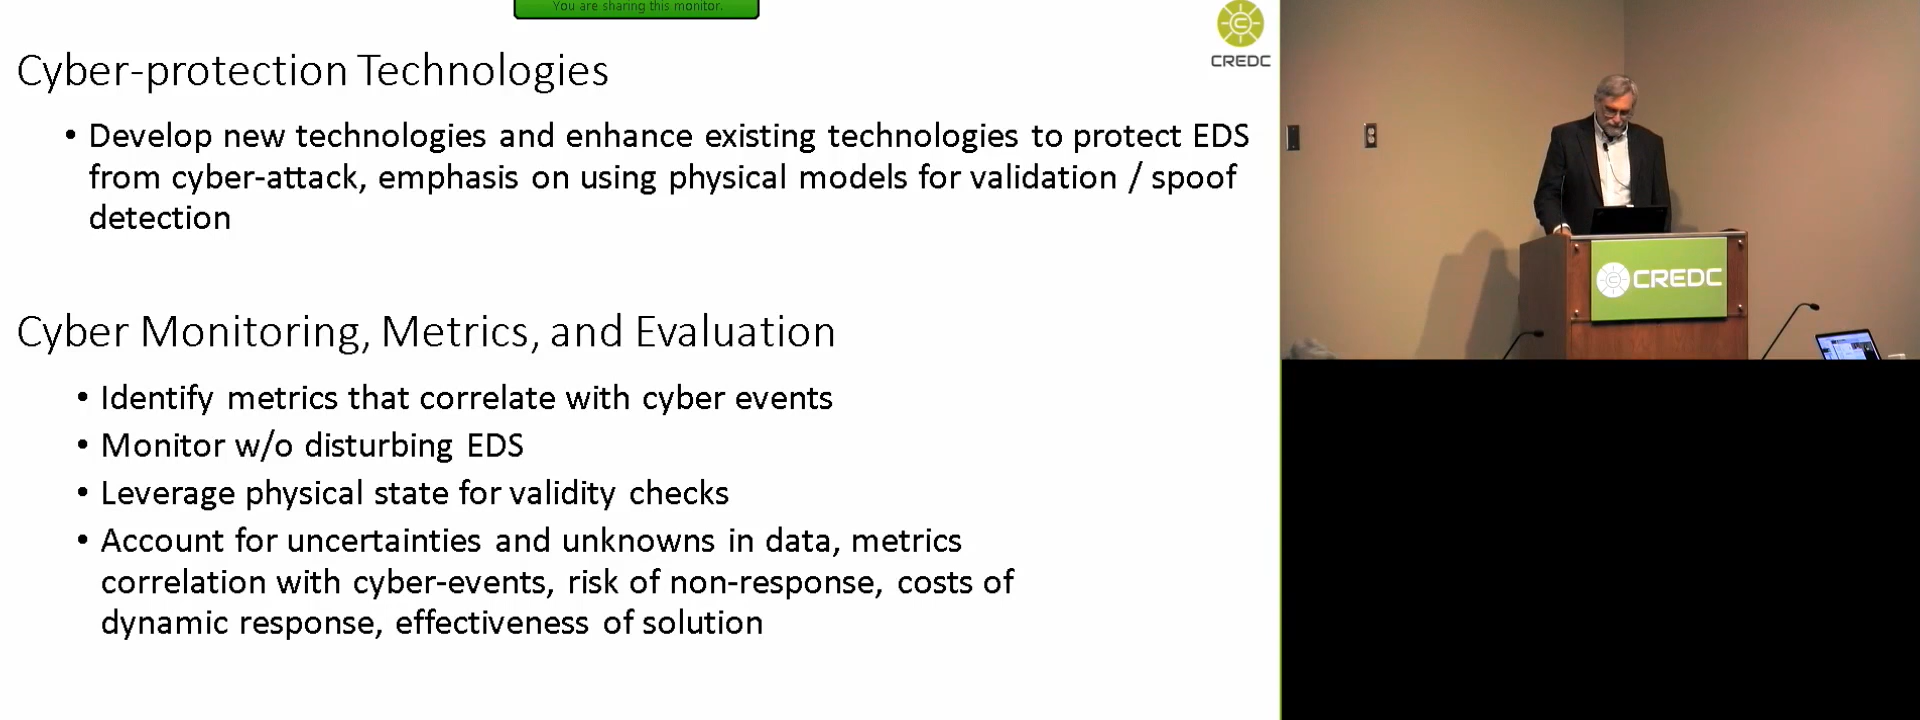 You are sharing this monitor.
CREDC
Cyber-protection Technologies
• Develop new technologies and enhance existing technologies to protect EDS
from cyber-attack, emphasis on using physical models for validation / spoof
detection
Cyber Monitoring, Metrics, and Evaluation
• Identify metrics that correlate with cyber events
• Monitor w/o disturbing EDS
• Leverage physical state for validity checks
• Account for uncertainties and unknowns in data, metrics
correlation with cyber-events, risk of non-response, costs of
dynamic response, effectiveness of solution
C CREDC